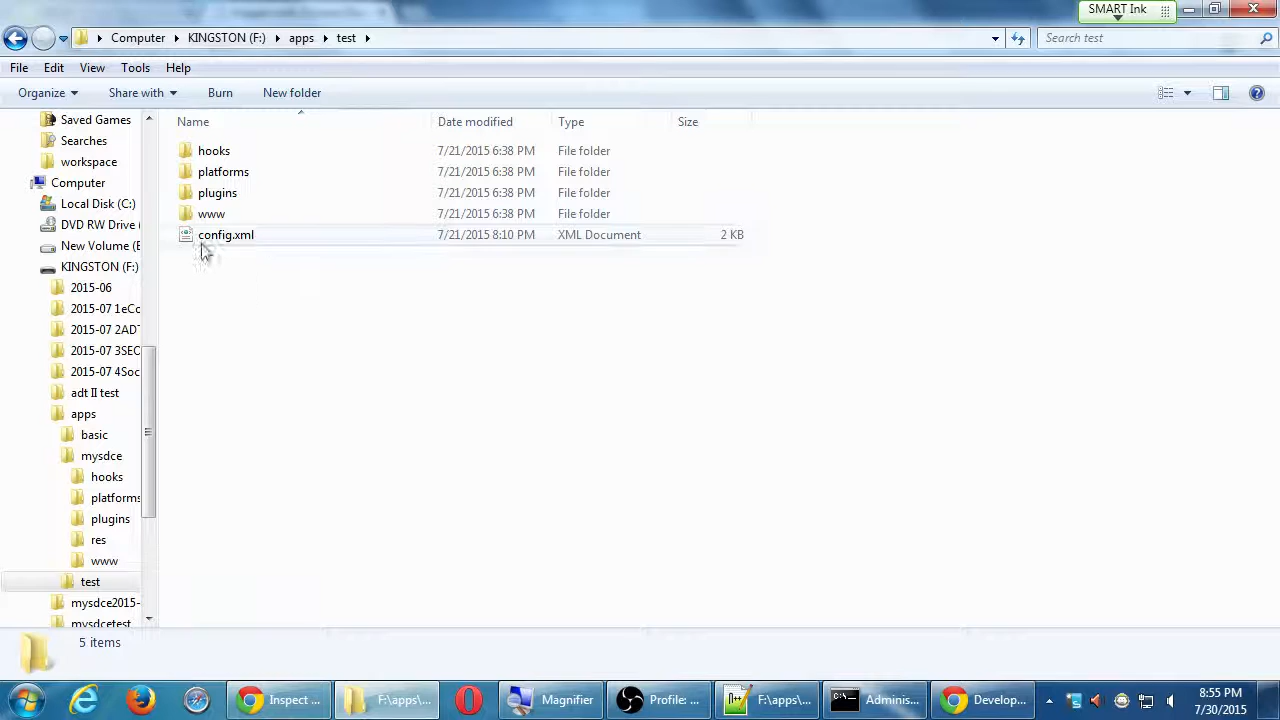 SMART Ink
Computer KINGSTON (F:) apps test
Search test
File Edit View Tools Help
Organize Share with Burn New folder
Name Date modified Type Size
hooks 7/21/2015 6:38 PM File folder
platforms 7/21/2015 6:38 PM File folder
plugins 7/21/2015 6:38 PM File folder
www 7/21/2015 6:38 PM File folder
config.xml 7/21/2015 8:10 PM XML Document 2 KB
Saved Games
Searches
workspace
Computer
Local Disk (C:)
DVD RW Drive (
New Volume (E
KINGSTON (F:)
2015-06
2015-07 1eCo
2015-07 2AD
2015-07 3SEC
2015-07 4Soc
adt II test
apps
basic
mysdce
hooks
platforms
plugins
res
www
test
mysdce2015-
mysdcetest
5 items
Inspect ...
F:\apps\...
Magnifier
Profile: ...
F:\apps\...
Adminis...
Develop...
8:55 PM
7/30/2015